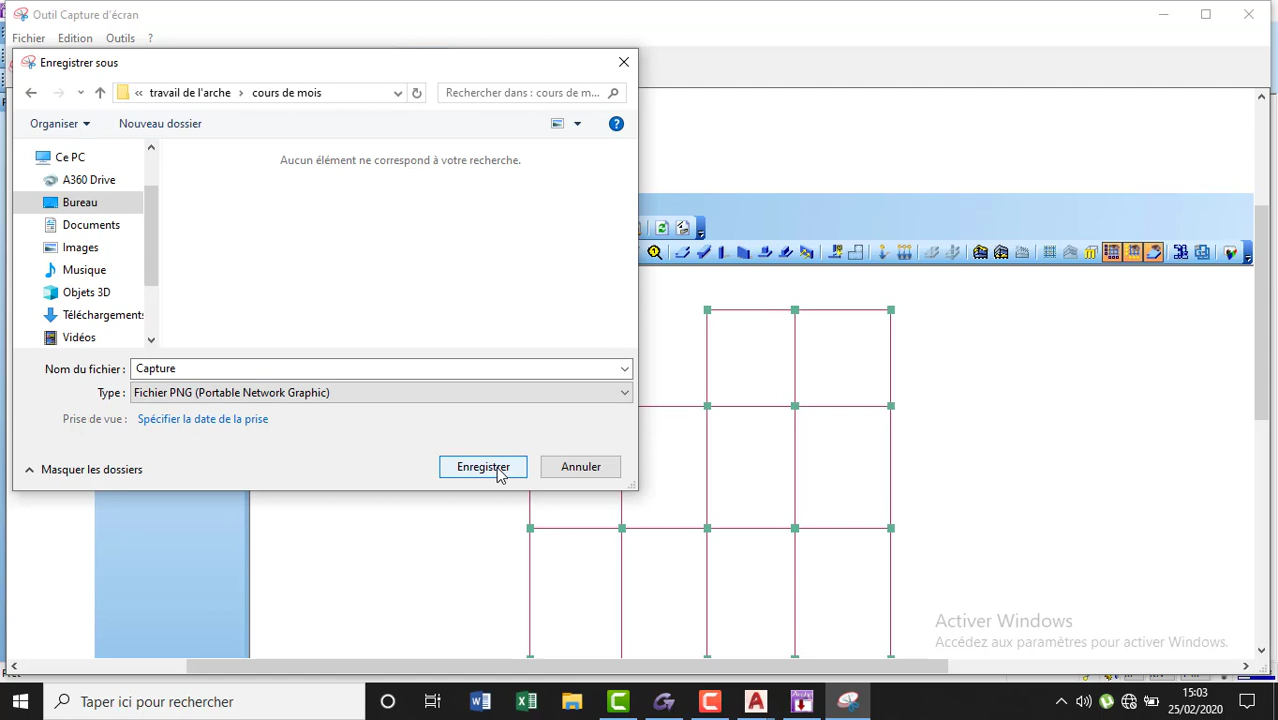 Outil Capture d'écran
Fichier Edition Outils ?
Enregistrer sous
« travail de l'arche › cours de mois
Rechercher dans : cours de m...
Organiser Nouveau dossier
Ce PC
Aucun élément ne correspond à votre recherche.
A360 Drive
Bureau
Documents
Images
Musique
Objets 3D
Téléchargements
Vidéos
Nom du fichier : Capture
Type : Fichier PNG (Portable Network Graphic)
Prise de vue : Spécifier la date de la prise
Masquer les dossiers
Enregistrer Annuler
Activer Windows
Accédez aux paramètres pour activer Windows.
Taper ici pour rechercher
15:03
25/02/2020